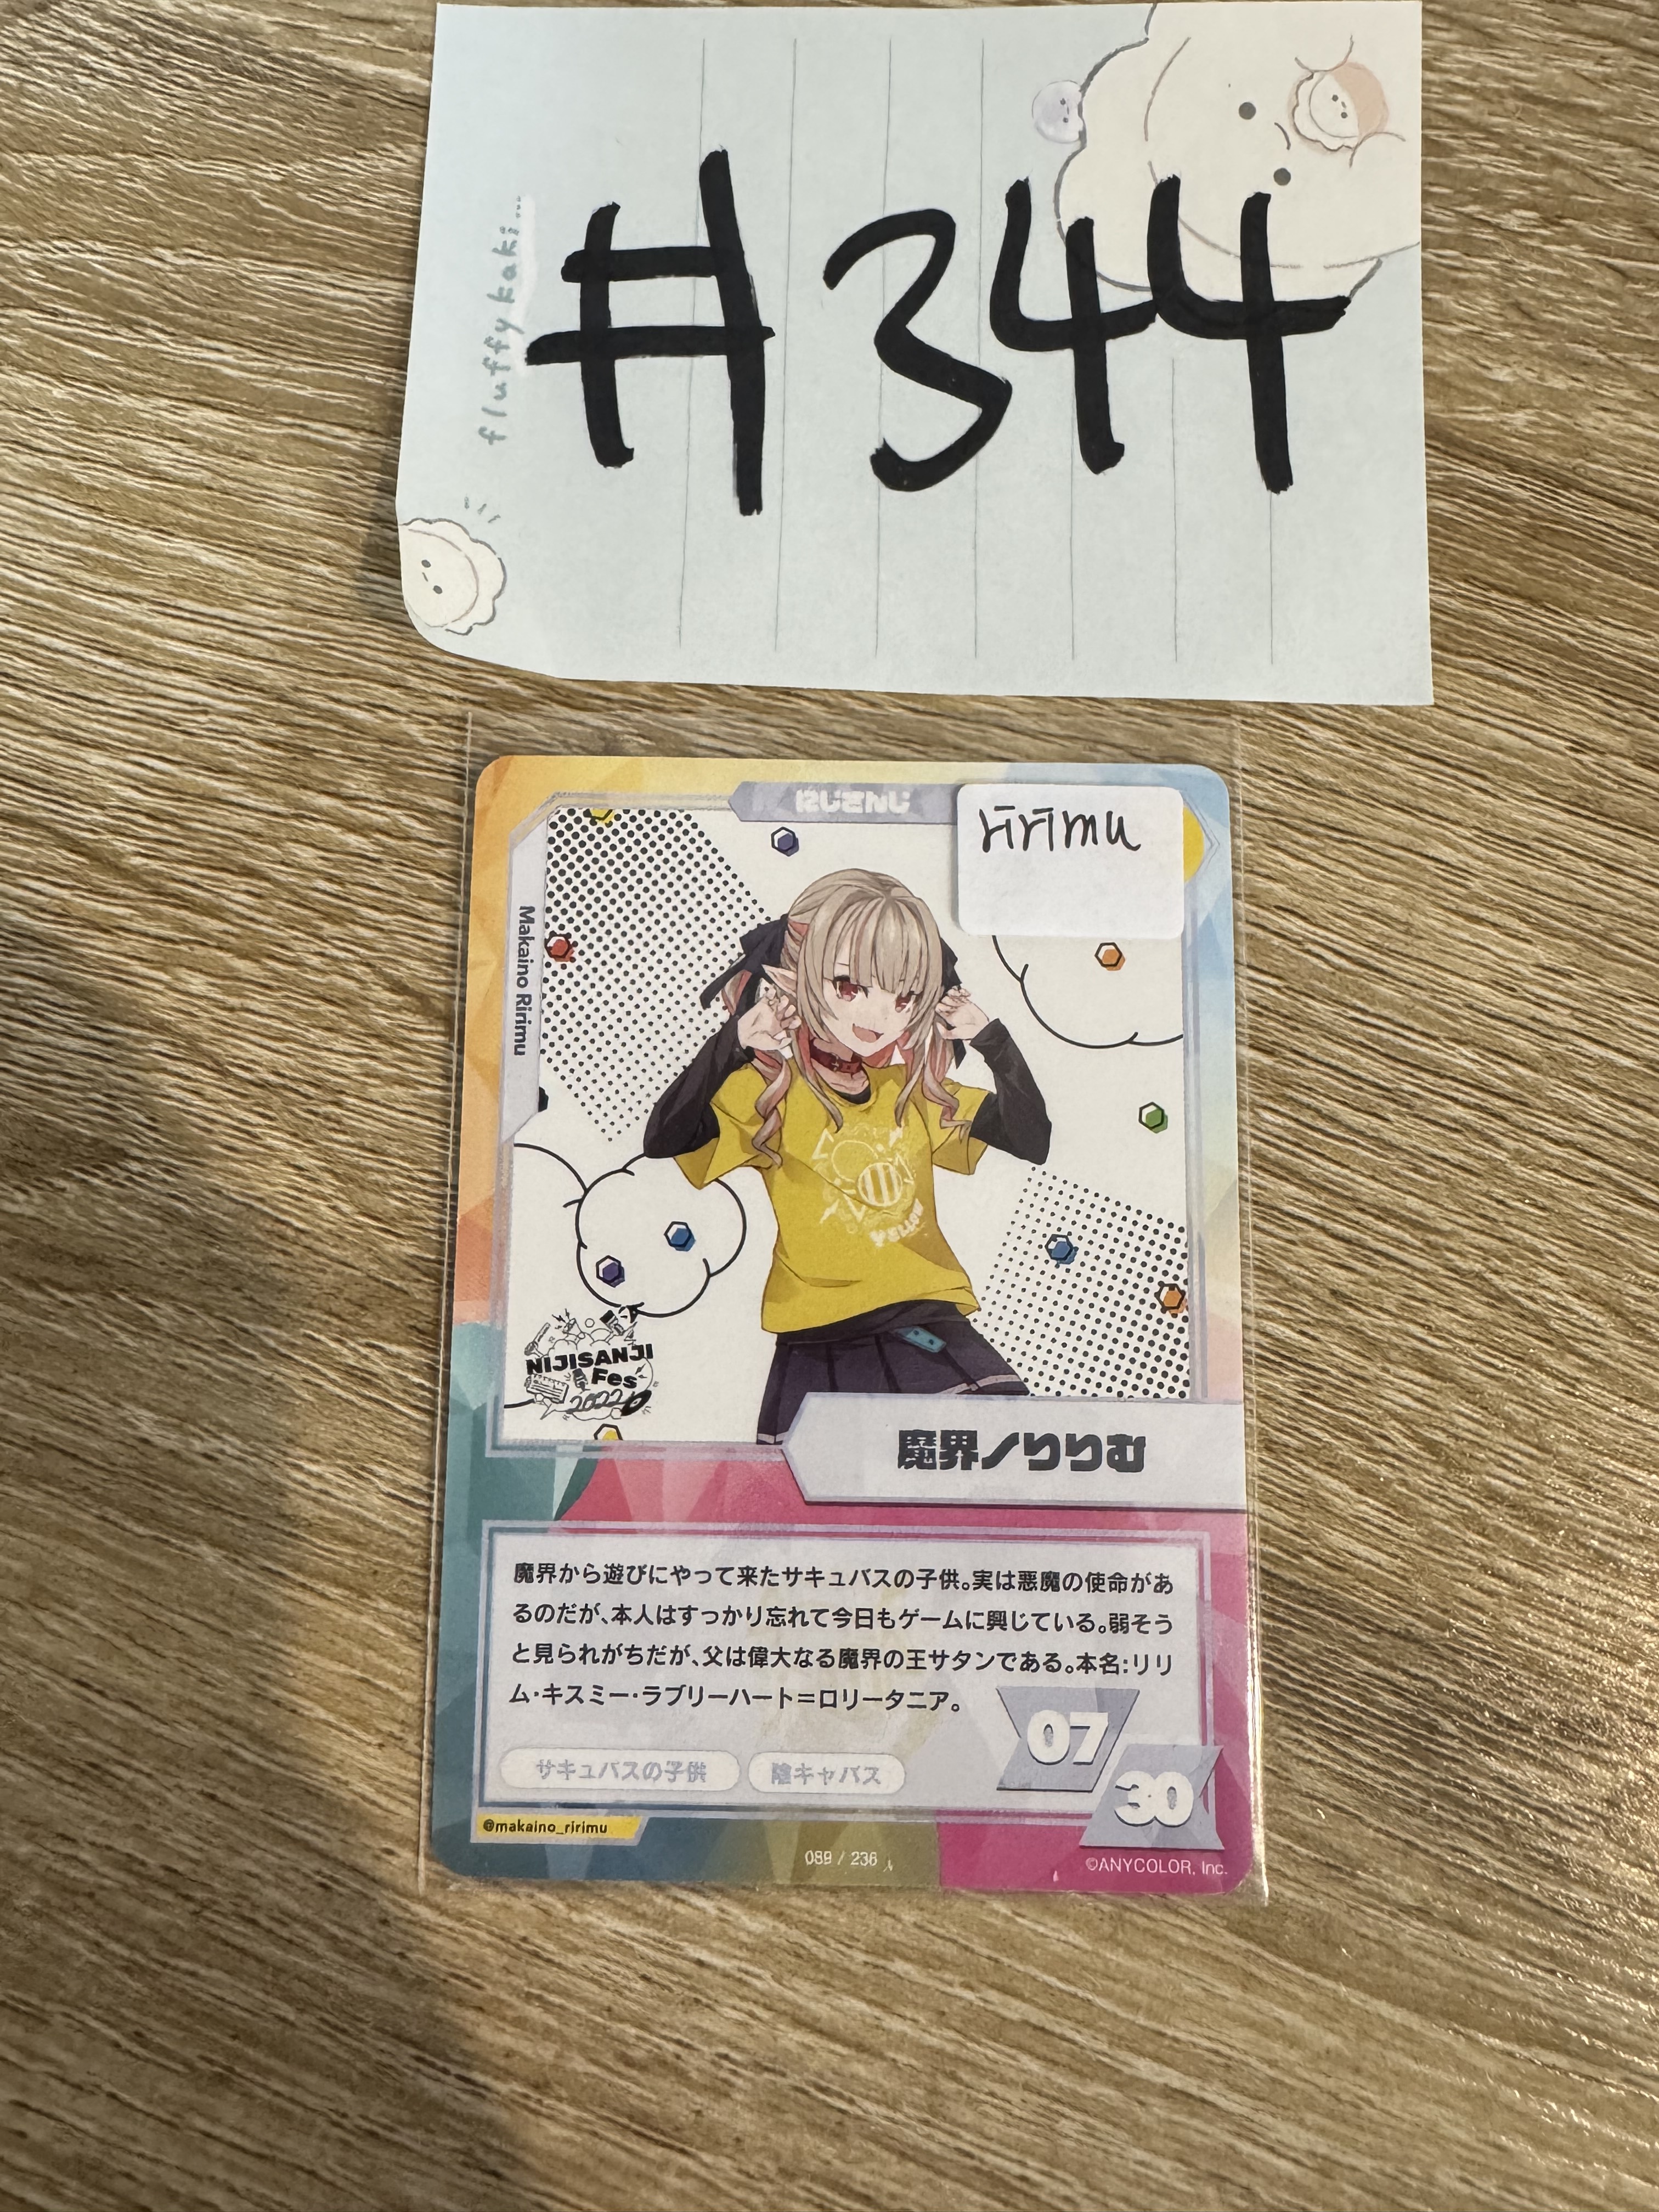 #344
fluffy kaki...
にじさんじ
ririmu
Makaino Ririmu
YELLOW
NIJISANJI
Fes
2022
魔界ノりりむ
魔界から遊びにやって来たサキュバスの子供。実は悪魔の使命があ
るのだが、本人はすっかり忘れて今日もゲームに興じている。弱そう
と見られがちだが、父は偉大なる魔界の王サタンである。本名:リリ
ム・キスミー・ラブリーハート=ロリータニア。
07
30
サキュバスの子供
陰キャバス
@makaino_ririmu
089 / 236
©ANYCOLOR, Inc.